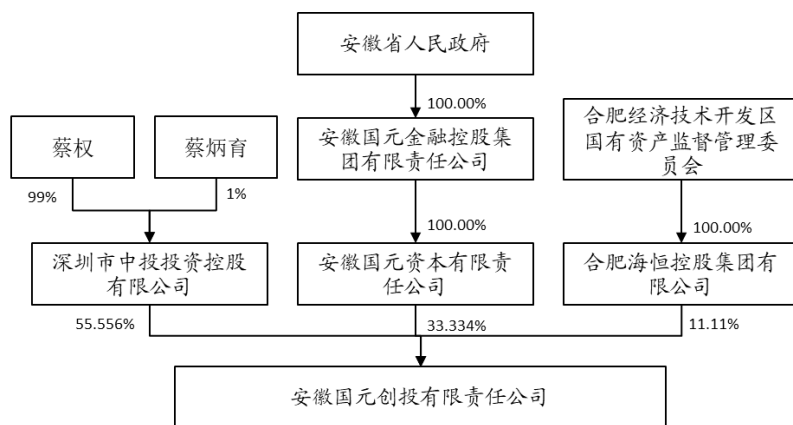 安徽省人民政府
100.00%
蔡权
蔡炳育
安徽国元金融控股集
团有限责任公司
合肥经济技术开发区
国有资产监督管理委
员会
99%
1%
100.00%
100.00%
深圳市中投投资控股
有限公司
安徽国元资本有限责
任公司
合肥海恒控股集团有
限公司
55.556%
33.334%
11.11%
安徽国元创投有限责任公司